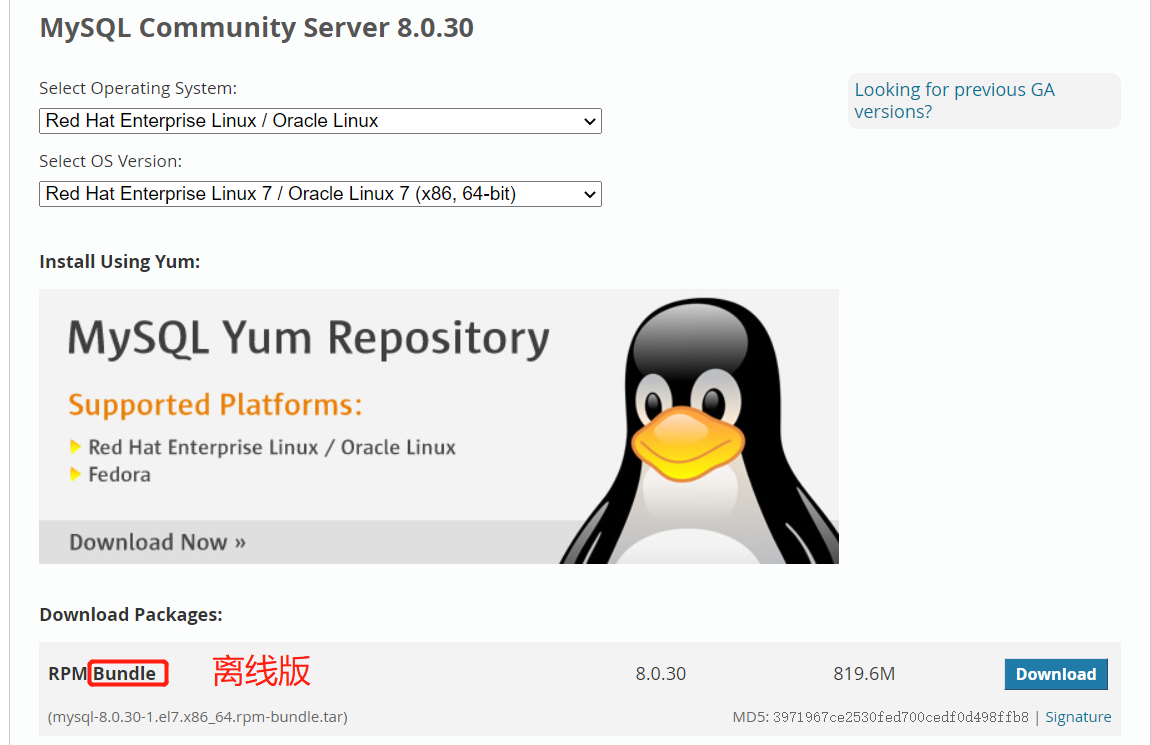 MySQL Community Server 8.0.30
Select Operating System:
Looking for previous GA
versions?
Red Hat Enterprise Linux / Oracle Linux
Select OS Version:
Red Hat Enterprise Linux 7 / Oracle Linux 7 (x86, 64-bit)
Install Using Yum:
MySQL Yum Repository
Supported Platforms:
Red Hat Enterprise Linux / Oracle Linux
Fedora
Download Now »
Download Packages:
RPM Bundle 离线版 8.0.30 819.6M Download
(mysql-8.0.30-1.el7.x86_64.rpm-bundle.tar) MD5: 3971967ce2530fed700cedf0d498ffb8 | Signature